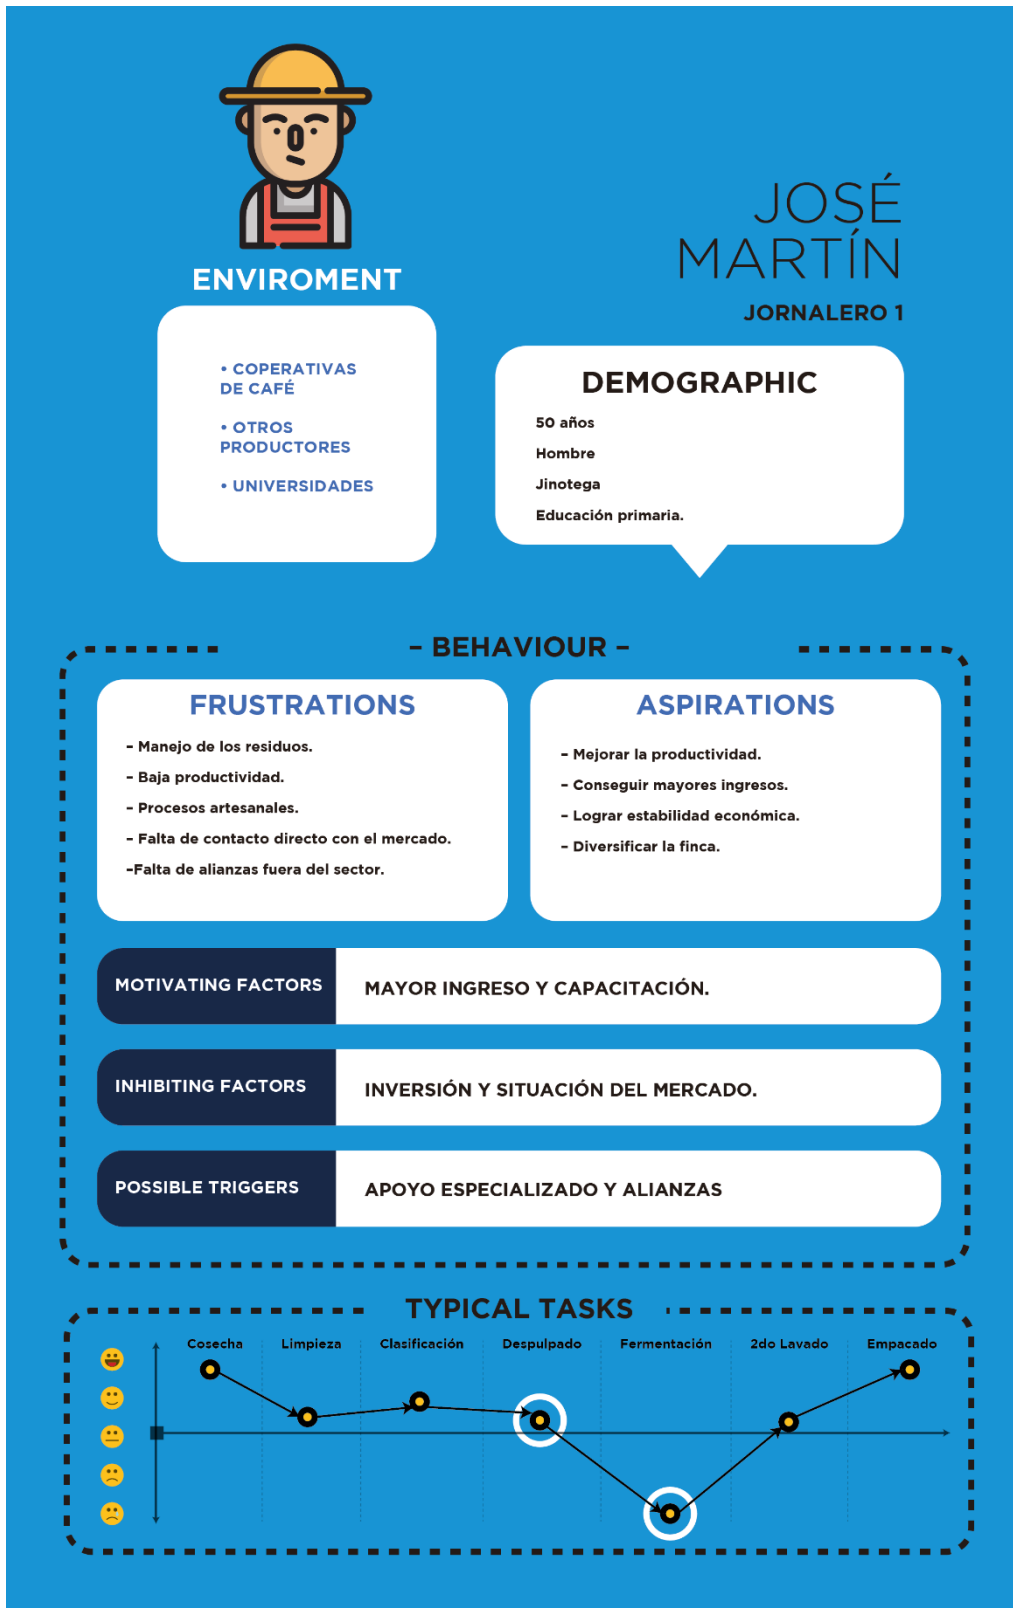 JOSÉ
MARTÍN
JORNALERO 1
ENVIROMENT
• COPERATIVAS
DE CAFÉ
• OTROS
PRODUCTORES
• UNIVERSIDADES
DEMOGRAPHIC
50 años
Hombre
Jinotega
Educación primaria.
– BEHAVIOUR –
FRUSTRATIONS
– Manejo de los residuos.
– Baja productividad.
– Procesos artesanales.
– Falta de contacto directo con el mercado.
–Falta de alianzas fuera del sector.
ASPIRATIONS
– Mejorar la productividad.
– Conseguir mayores ingresos.
– Lograr estabilidad económica.
– Diversificar la finca.
MOTIVATING FACTORS
MAYOR INGRESO Y CAPACITACIÓN.
INHIBITING FACTORS
INVERSIÓN Y SITUACIÓN DEL MERCADO.
POSSIBLE TRIGGERS
APOYO ESPECIALIZADO Y ALIANZAS
TYPICAL TASKS
Cosecha
Limpieza
Clasificación
Despulpado
Fermentación
2do Lavado
Empacado